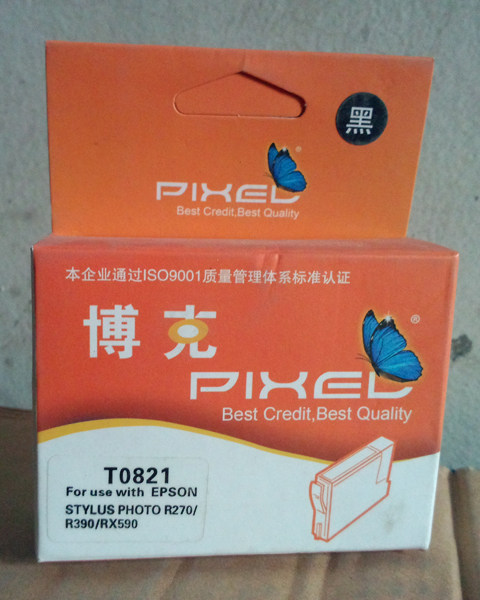 黑
PIXEL
®
Best Credit,Best Quality
本企业通过ISO9001质量管理体系标准认证
博克
PIXEL
®
Best Credit,Best Quality
T0821
For use with EPSON
STYLUS PHOTO R270/
R390/RX590